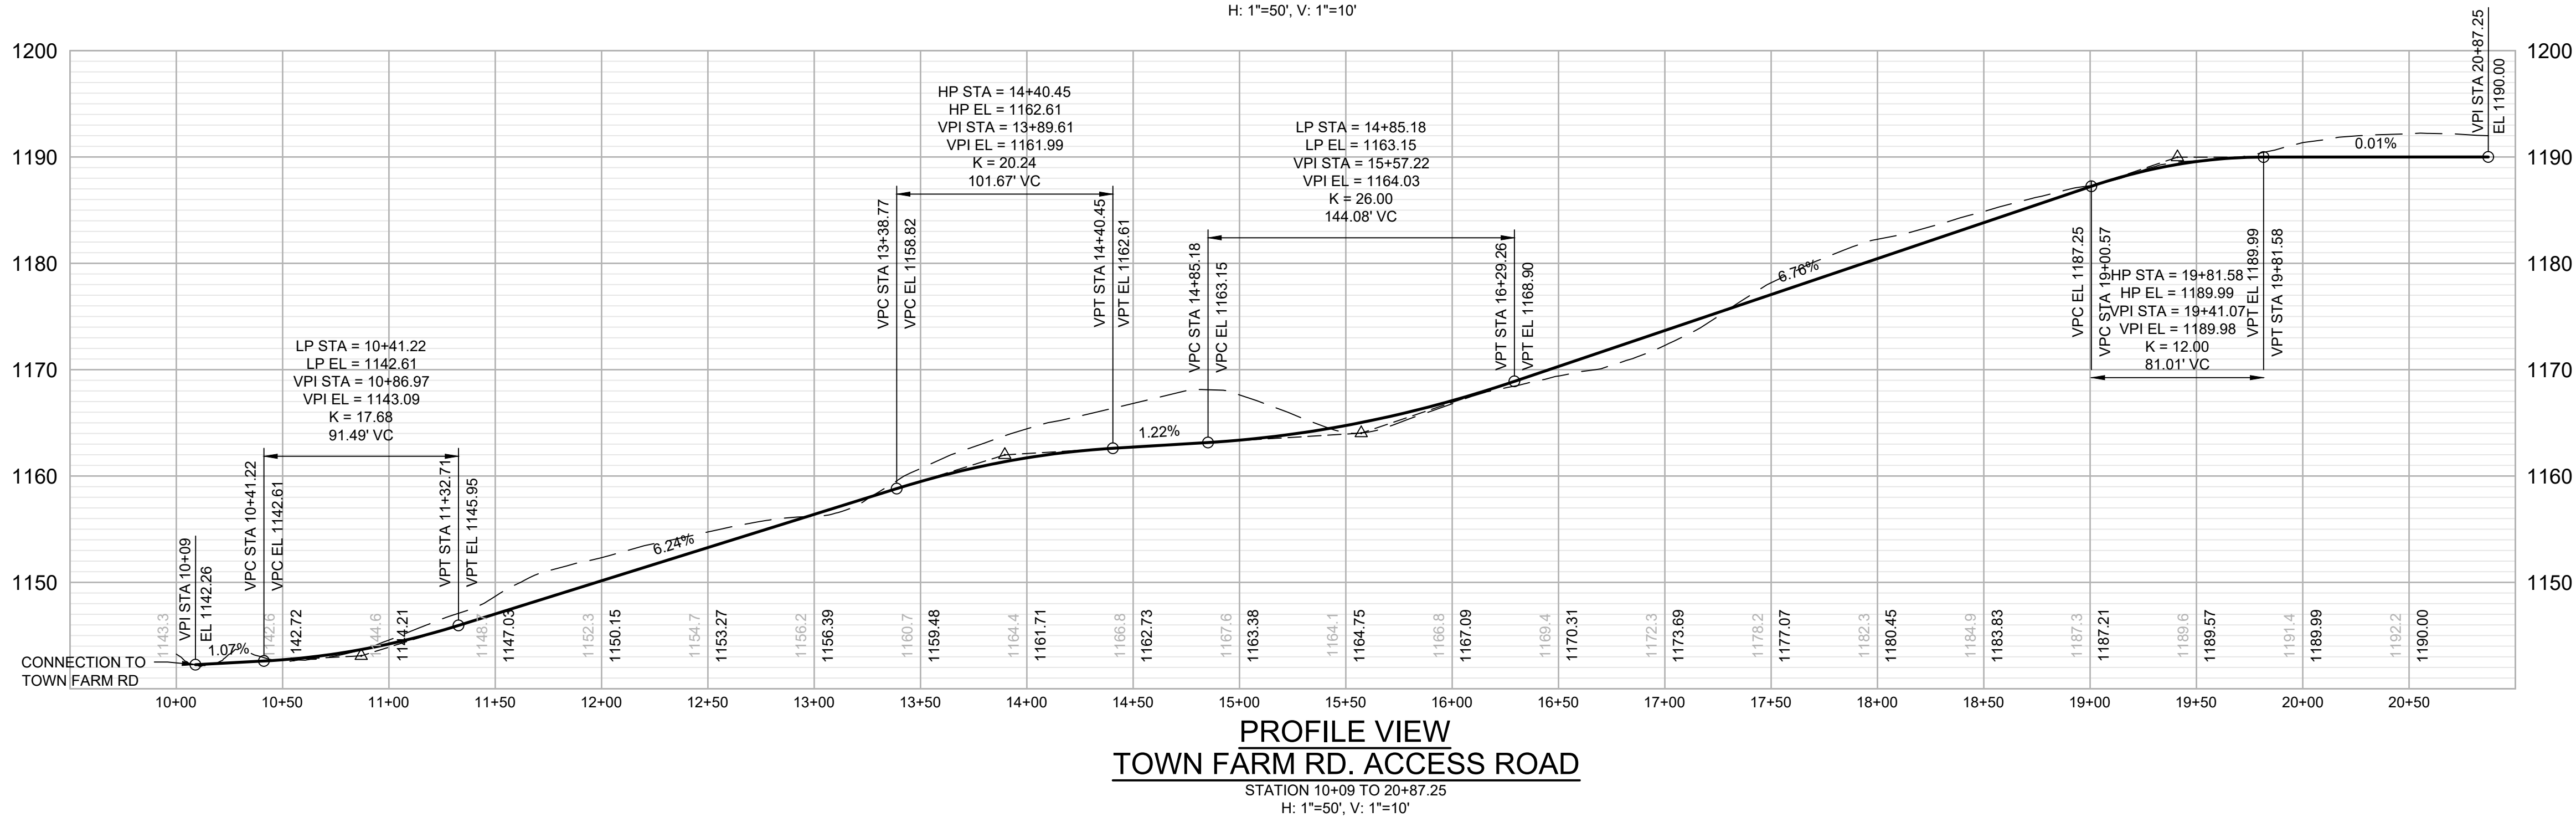 H: 1"=50', V: 1"=10'
1200
1190
1180
1170
1160
1150
1200
1190
1180
1170
1160
1150
CONNECTION TO
TOWN FARM RD
VPI STA 10+09
EL 1142.26
1.07%
VPC STA 10+41.22
VPC EL 1142.61
LP STA = 10+41.22
LP EL = 1142.61
VPI STA = 10+86.97
VPI EL = 1143.09
K = 17.68
91.49' VC
VPT STA 11+32.71
VPT EL 1145.95
6.24%
VPC STA 13+38.77
VPC EL 1158.82
HP STA = 14+40.45
HP EL = 1162.61
VPI STA = 13+89.61
VPI EL = 1161.99
K = 20.24
101.67' VC
VPT STA 14+40.45
VPT EL 1162.61
1.22%
VPC STA 14+85.18
VPC EL 1163.15
LP STA = 14+85.18
LP EL = 1163.15
VPI STA = 15+57.22
VPI EL = 1164.03
K = 26.00
144.08' VC
VPT STA 16+29.26
VPT EL 1168.90
6.76%
VPC EL 1187.25
VPC STA 19+00.57
HP STA = 19+81.58
HP EL = 1189.99
VPI STA = 19+41.07
VPI EL = 1189.98
K = 12.00
81.01' VC
VPT EL 1189.99
VPT STA 19+81.58
0.01%
VPI STA 20+87.25
EL 1190.00
1143.3
1142.6
1142.72
1144.6
1144.21
1147.03
1152.3
1150.15
1154.7
1153.27
1156.2
1156.39
1160.7
1159.48
1164.4
1161.71
1166.8
1162.73
1167.6
1163.38
1164.1
1164.75
1166.8
1167.09
1169.4
1170.31
1172.3
1173.69
1178.2
1177.07
1182.3
1180.45
1184.9
1183.83
1187.3
1187.21
1189.6
1189.57
1191.4
1189.99
1192.2
1190.00
10+00
10+50
11+00
11+50
12+00
12+50
13+00
13+50
14+00
14+50
15+00
15+50
16+00
16+50
17+00
17+50
18+00
18+50
19+00
19+50
20+00
20+50
PROFILE VIEW
TOWN FARM RD. ACCESS ROAD
STATION 10+09 TO 20+87.25
H: 1"=50', V: 1"=10'